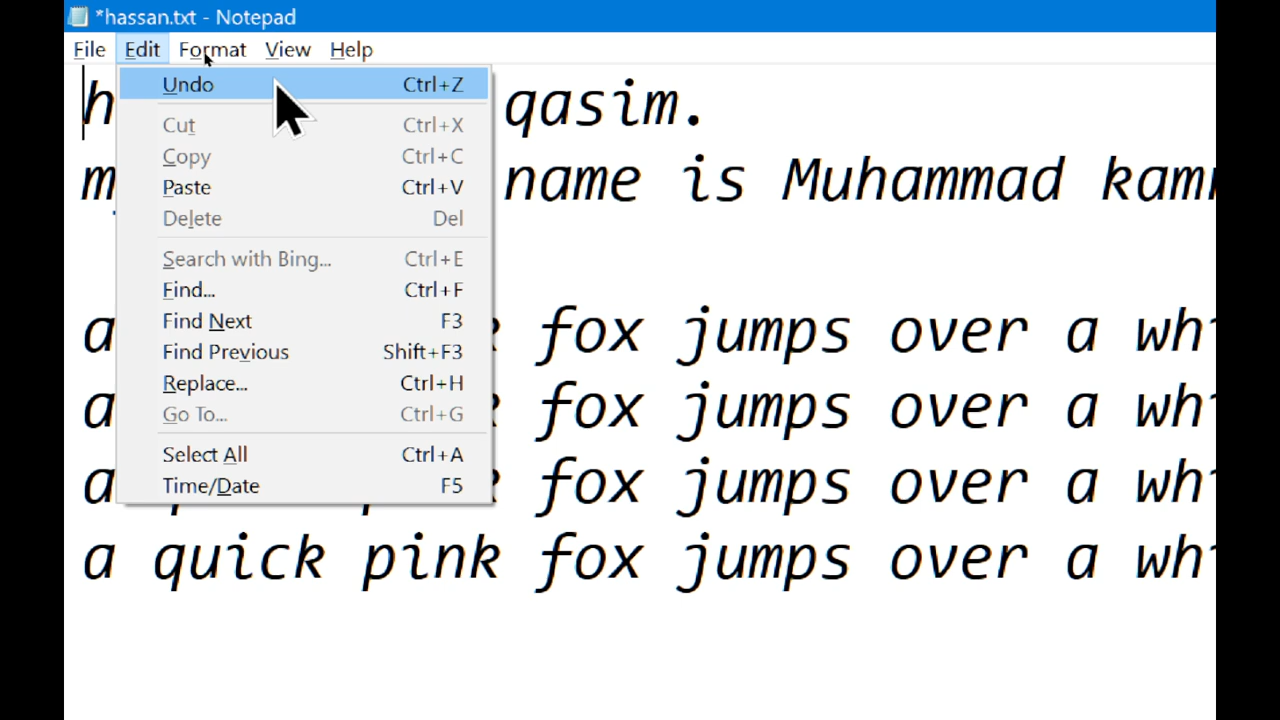 *hassan.txt - Notepad
File Edit Format View Help
Undo Ctrl+Z
Cut Ctrl+X
Copy Ctrl+C
Paste Ctrl+V
Delete Del
Search with Bing... Ctrl+E
Find... Ctrl+F
Find Next F3
Find Previous Shift+F3
Replace... Ctrl+H
Go To... Ctrl+G
Select All Ctrl+A
Time/Date F5
qasim.
name is Muhammad
a fox jumps over a
a fox jumps over a
a fox jumps over a
a quick pink fox jumps over a